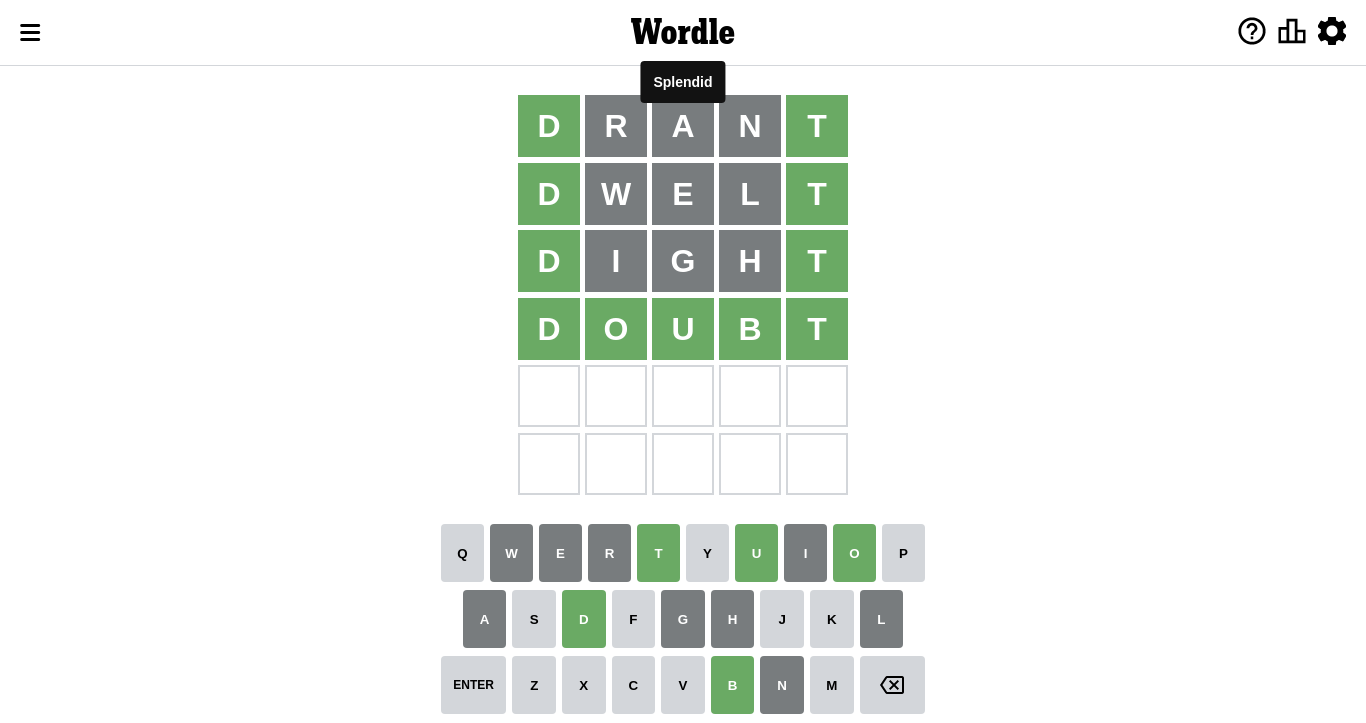 Wordle
Splendid
D R A N T
D W E L T
D I G H T
D O U B T
Q W E R T Y U I O P
A S D F G H J K L
ENTER Z X C V B N M